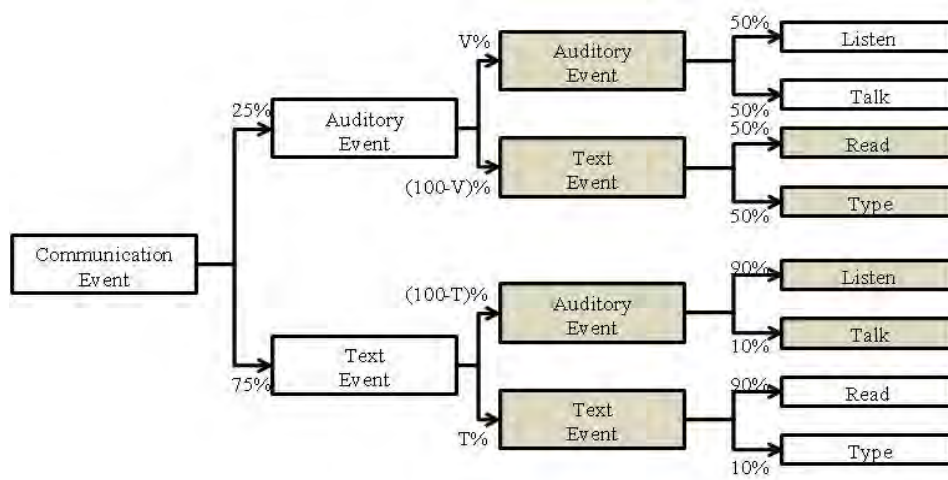 50%
V%
Auditory
Event
Listen
25%
Auditory
Event
50%
Talk
50%
(100-V)%
Text
Event
Read
50%
Type
Communication
Event
(100-T)%
Auditory
Event
90%
Listen
10%
Talk
75%
Text
Event
T%
Text
Event
90%
Read
10%
Type